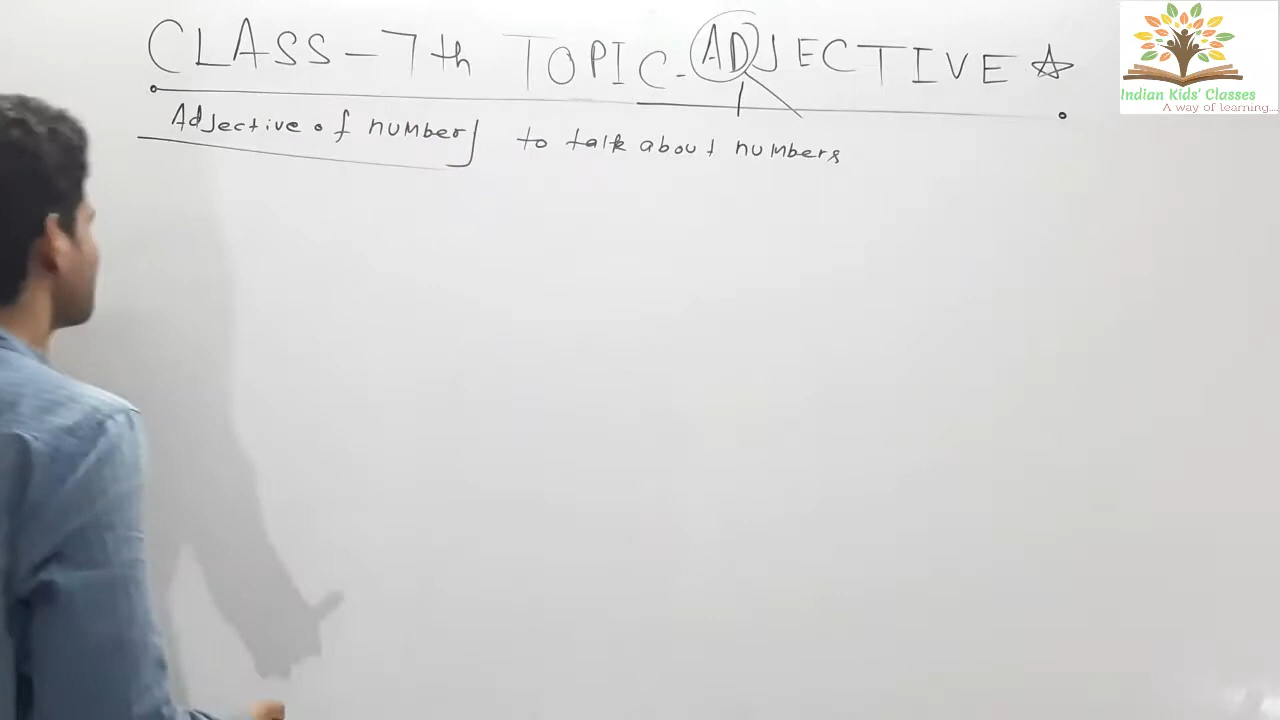 CLASS-7th TOPIC-ADJECTIVE
Adjective of number to talk about numbers
Indian Kids' Classes
A way of learning....